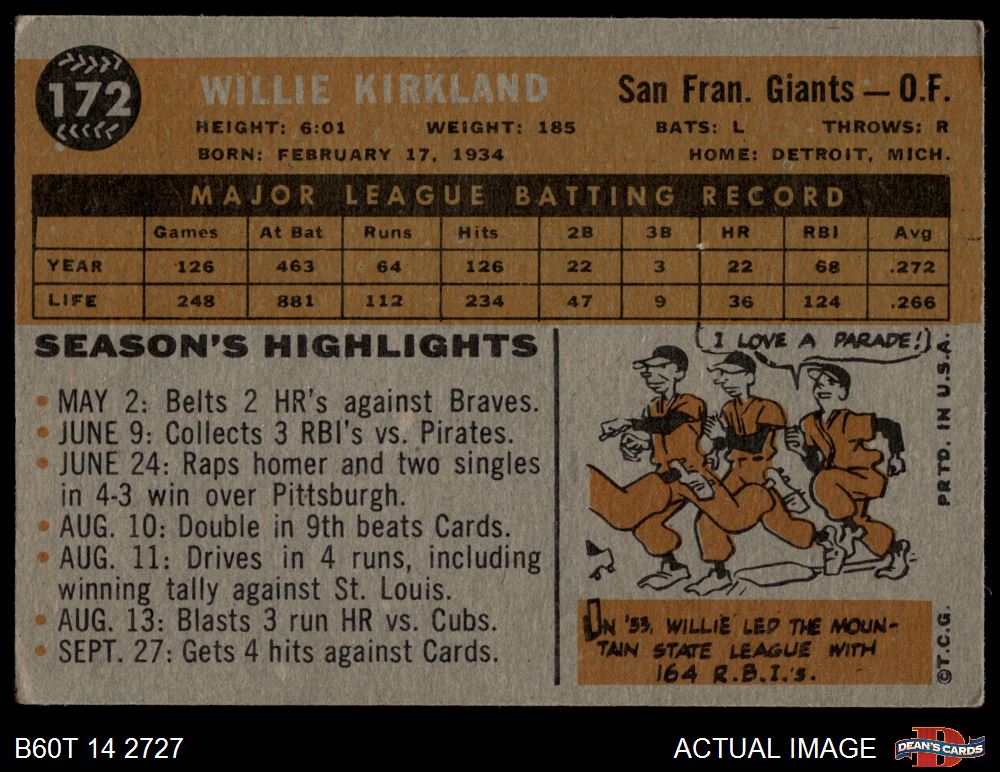 172
WILLIE KIRKLAND
San Fran. Giants — O.F.
HEIGHT: 6:01 WEIGHT: 185 BATS: L THROWS: R
BORN: FEBRUARY 17, 1934 HOME: DETROIT, MICH.
MAJOR LEAGUE BATTING RECORD
Games At Bat Runs Hits 2B 3B HR RBI Avg
YEAR 126 463 64 126 22 3 22 68 .272
LIFE 248 881 112 234 47 9 36 124 .266
SEASON'S HIGHLIGHTS
• MAY 2: Belts 2 HR's against Braves.
• JUNE 9: Collects 3 RBI's vs. Pirates.
• JUNE 24: Raps homer and two singles
in 4-3 win over Pittsburgh.
• AUG. 10: Double in 9th beats Cards.
• AUG. 11: Drives in 4 runs, including
winning tally against St. Louis.
• AUG. 13: Blasts 3 run HR vs. Cubs.
• SEPT. 27: Gets 4 hits against Cards.
I LOVE A PARADE!
ON '53, WILLIE LED THE MOUN-
TAIN STATE LEAGUE WITH
164 R.B.I.'s.
©T.C.G. PRTD. IN U.S.A.
B60T 14 2727
ACTUAL IMAGE
D
DEAN'S CARDS